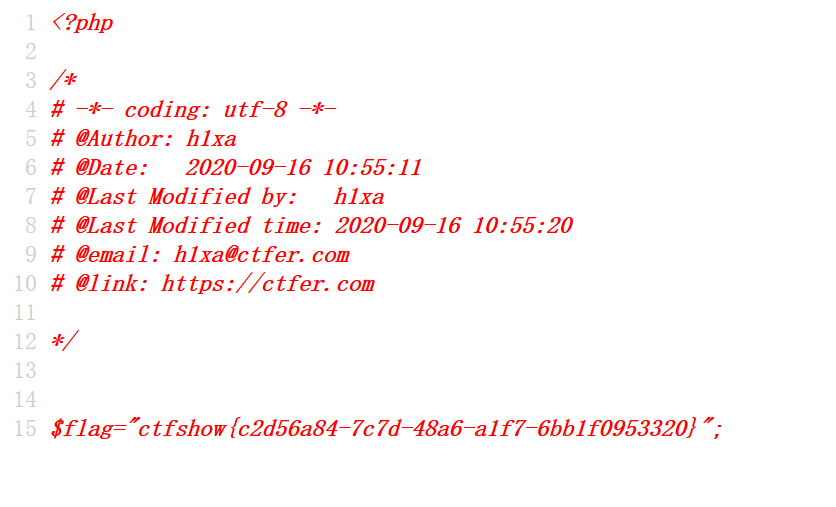 1 <?php
2
3 /*
4 # -*- coding: utf-8 -*-
5 # @Author: h1xa
6 # @Date:   2020-09-16 10:55:11
7 # @Last Modified by:   h1xa
8 # @Last Modified time: 2020-09-16 10:55:20
9 # @email: h1xa@ctfer.com
10 # @link: https://ctfer.com
11
12 */
13
14
15 $flag="ctfshow{c2d56a84-7c7d-48a6-a1f7-6bb1f0953320}";